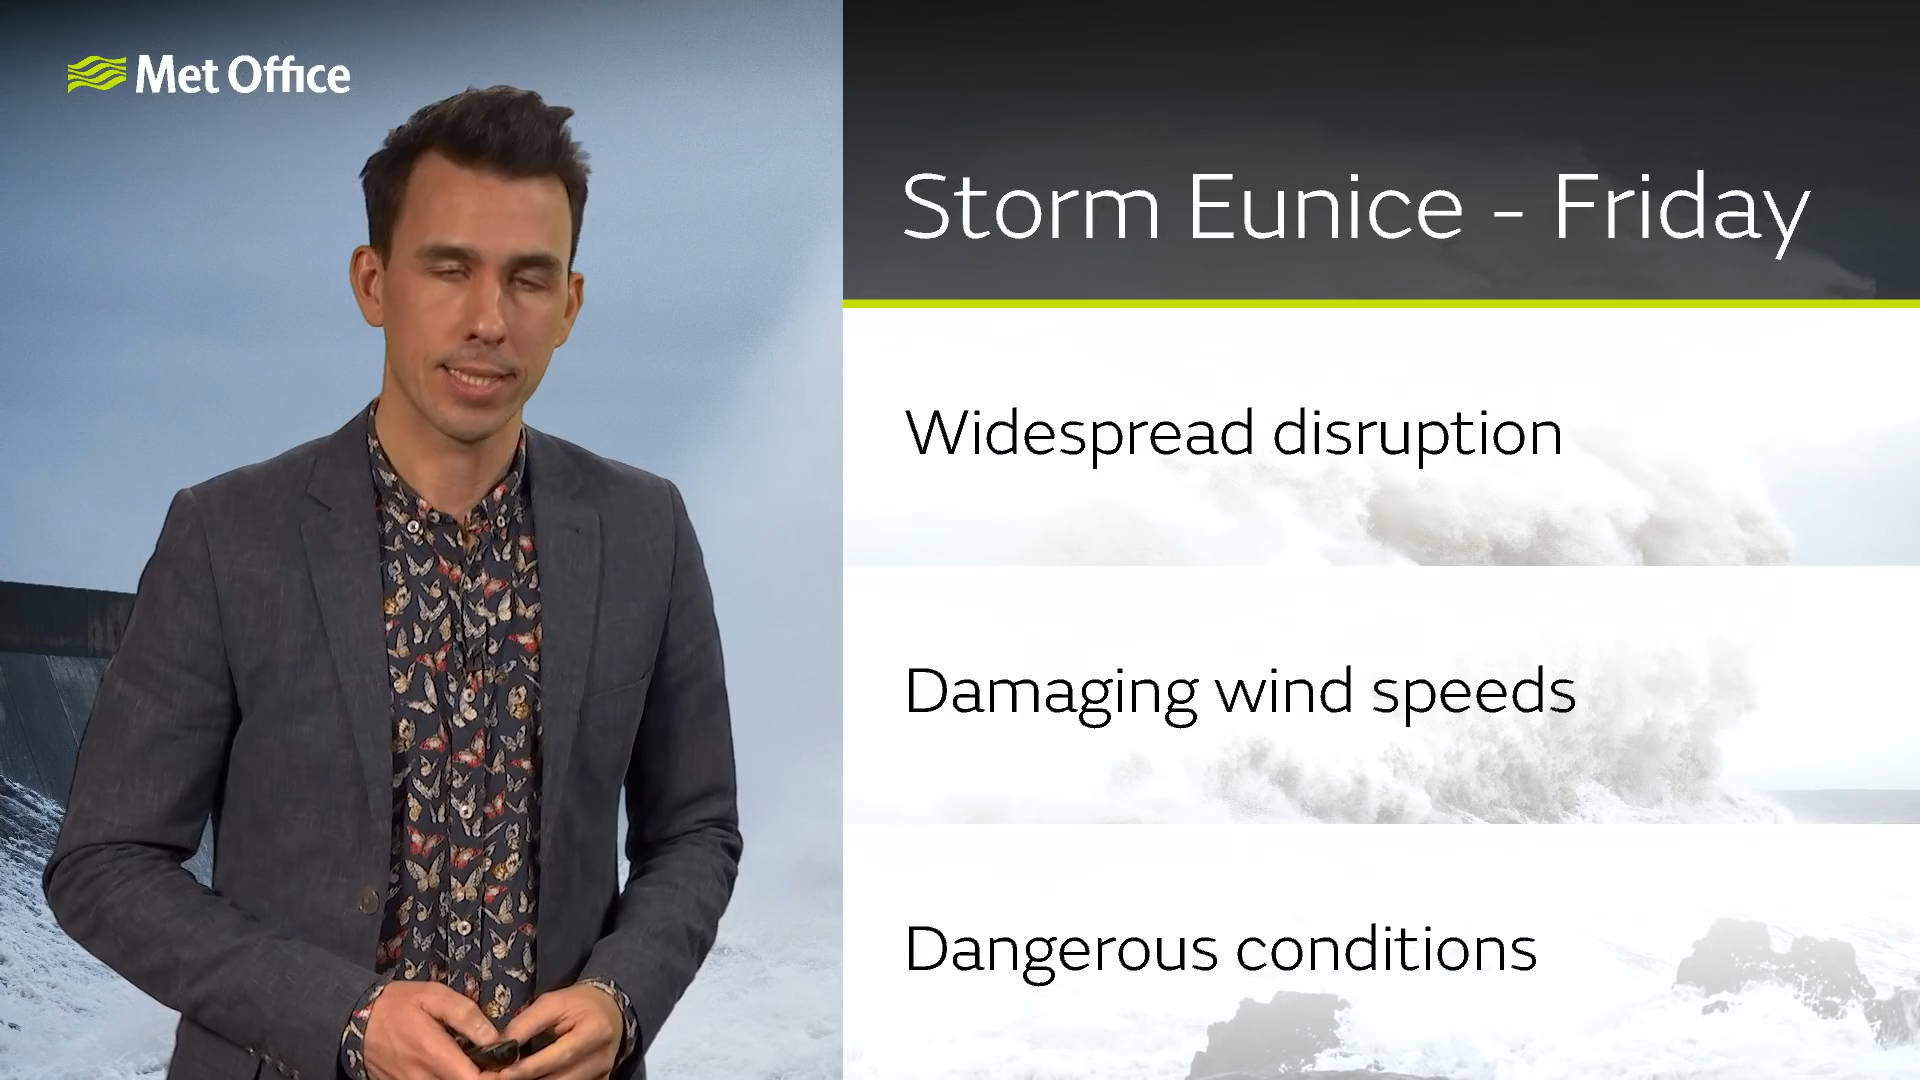 Met Office
Storm Eunice - Friday
Widespread disruption
Damaging wind speeds
Dangerous conditions